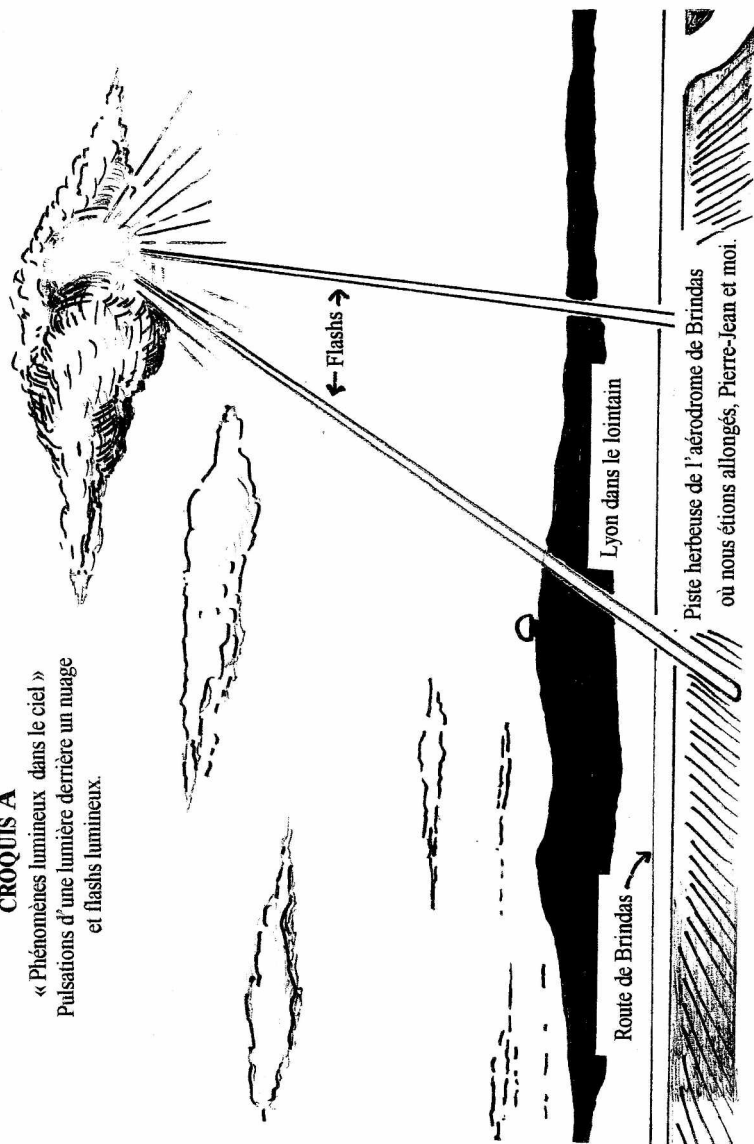 CROQUIS A
« Phénomènes lumineux dans le ciel »
Pulsations d'une lumière derrière un nuage
et flashs lumineux.
Flashs
Lyon dans le lointain
Route de Brindas
Piste herbeuse de l'aérodrome de Brindas
où nous étions allongés, Pierre-Jean et moi.